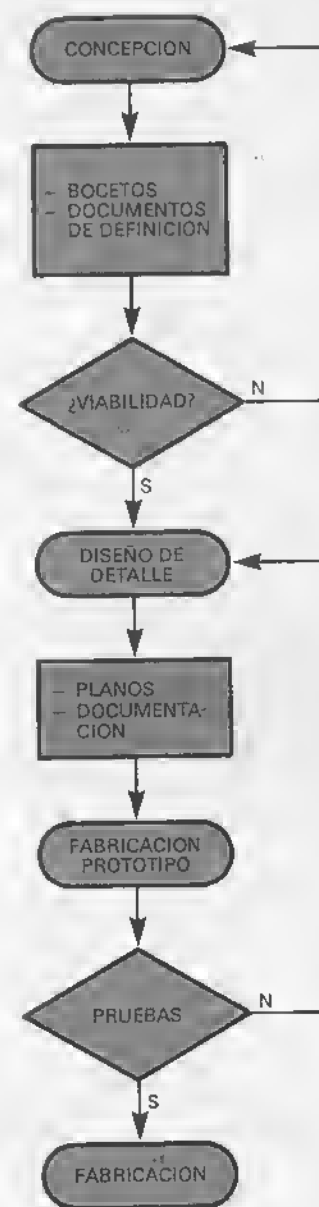 CONCEPCION
– BOCETOS
– DOCUMENTOS
DE DEFINICION
¿VIABILIDAD?
N
S
DISEÑO DE
DETALLE
– PLANOS
– DOCUMENTA-
CION
FABRICACION
PROTOTIPO
PRUEBAS
N
S
FABRICACION